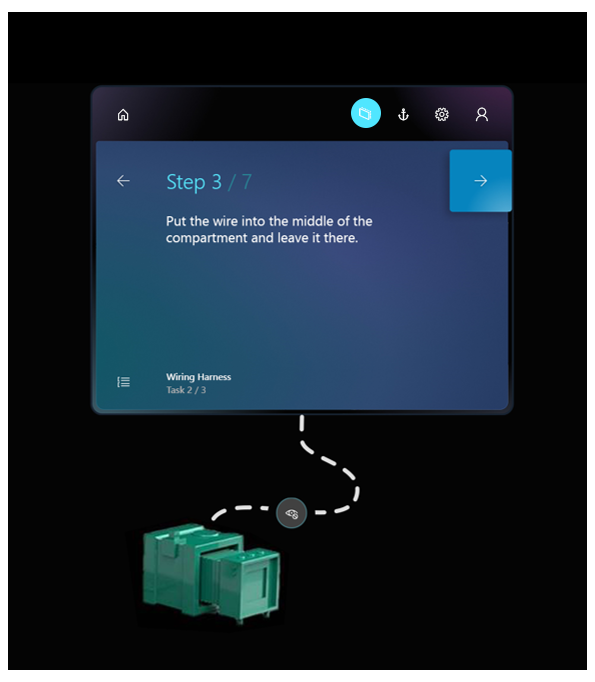 Step 3 / 7
Put the wire into the middle of the
compartment and leave it there.
Wiring Harness
Task 2 / 3